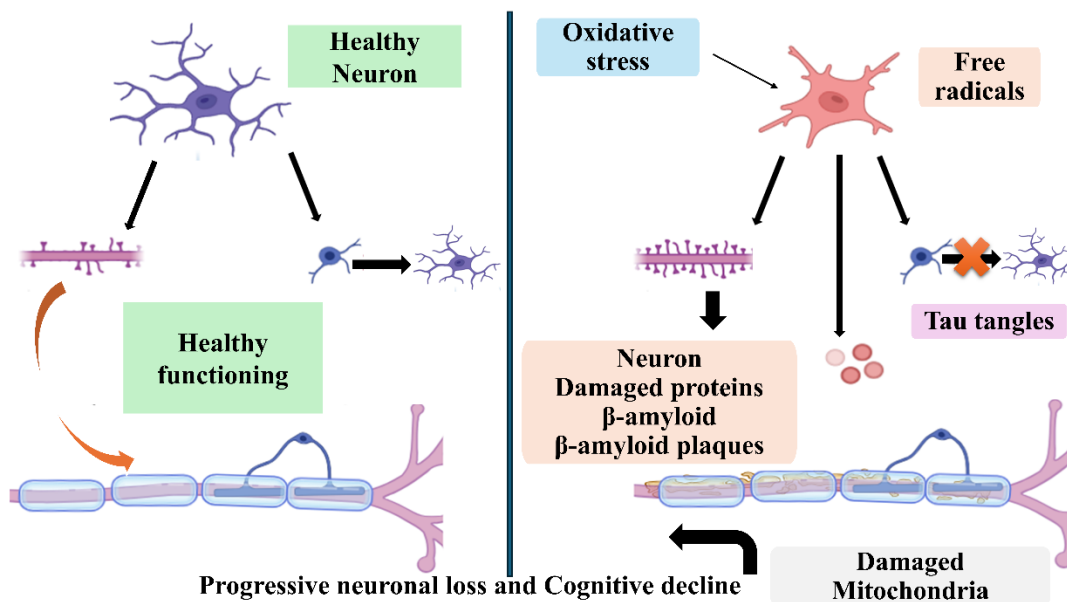 Healthy
Neuron
Healthy
functioning
Oxidative
stress
Free
radicals
Tau tangles
Neuron
Damaged proteins
β-amyloid
β-amyloid plaques
Damaged
Mitochondria
Progressive neuronal loss and Cognitive decline